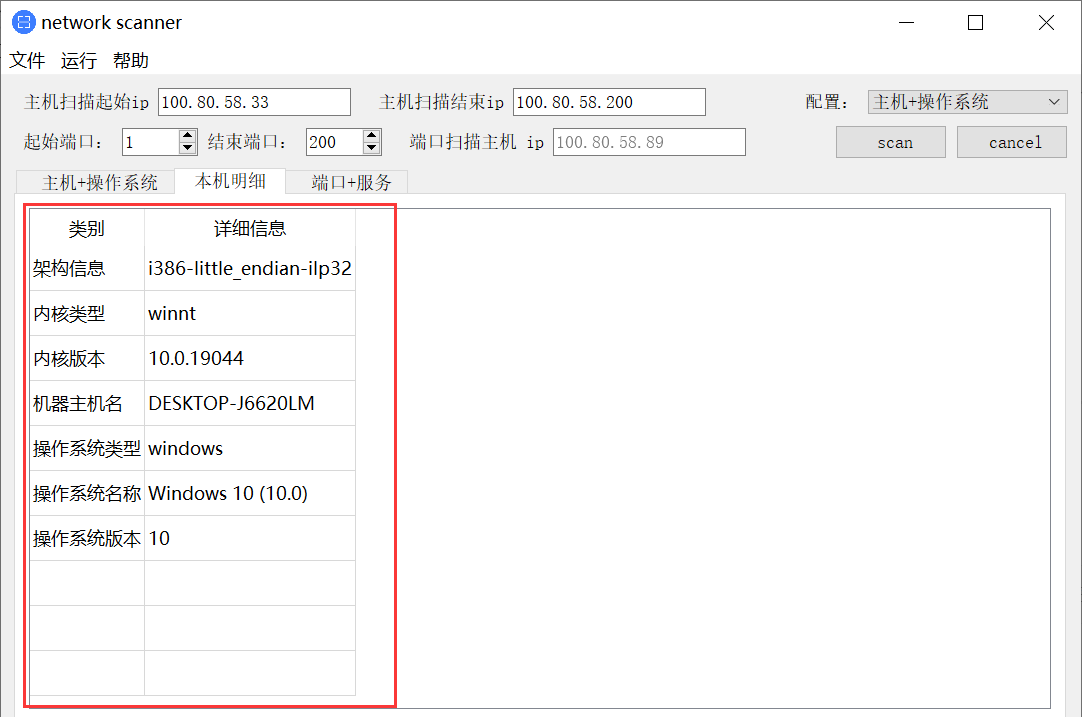 network scanner
文件 运行 帮助
主机扫描起始ip 100.80.58.33 主机扫描结束ip 100.80.58.200 配置： 主机+操作系统
起始端口： 1 结束端口： 200 端口扫描主机 ip 100.80.58.89 scan cancel
主机+操作系统 本机明细 端口+服务
类别 详细信息
架构信息 i386-little_endian-ilp32
内核类型 winnt
内核版本 10.0.19044
机器主机名 DESKTOP-J6620LM
操作系统类型 windows
操作系统名称 Windows 10 (10.0)
操作系统版本 10